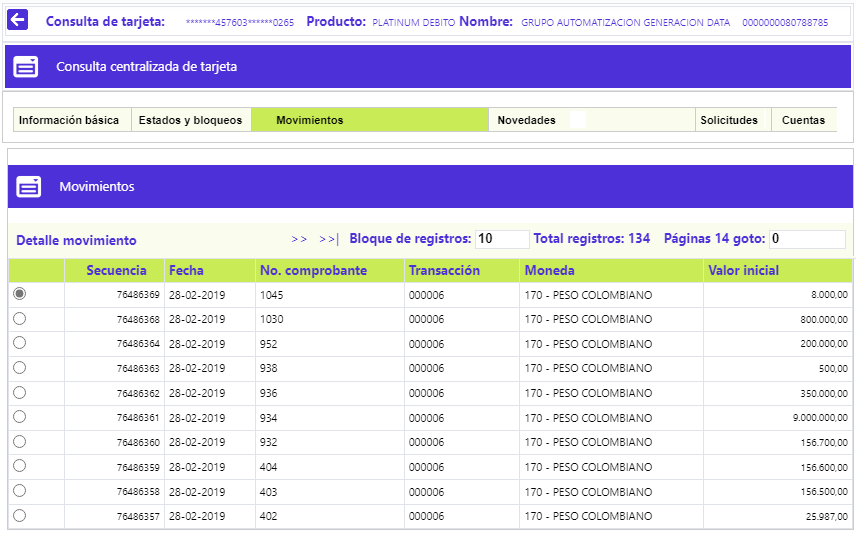 Consulta de tarjeta: *******457603******0265 Producto: PLATINUM DEBITO Nombre: GRUPO AUTOMATIZACION GENERACION DATA 0000000080788785
Consulta centralizada de tarjeta
Información básica Estados y bloqueos Movimientos Novedades Solicitudes Cuentas
Movimientos
Detalle movimiento >> >>| Bloque de registros: 10 Total registros: 134 Páginas 14 goto: 0
Secuencia Fecha No. comprobante Transacción Moneda Valor inicial
76486369 28-02-2019 1045 000006 170 - PESO COLOMBIANO 8.000,00
76486368 28-02-2019 1030 000006 170 - PESO COLOMBIANO 800.000,00
76486364 28-02-2019 952 000006 170 - PESO COLOMBIANO 200.000,00
76486363 28-02-2019 938 000006 170 - PESO COLOMBIANO 500,00
76486362 28-02-2019 936 000006 170 - PESO COLOMBIANO 350.000,00
76486361 28-02-2019 934 000006 170 - PESO COLOMBIANO 9.000.000,00
76486360 28-02-2019 932 000006 170 - PESO COLOMBIANO 156.700,00
76486359 28-02-2019 404 000006 170 - PESO COLOMBIANO 156.600,00
76486358 28-02-2019 403 000006 170 - PESO COLOMBIANO 156.500,00
76486357 28-02-2019 402 000006 170 - PESO COLOMBIANO 25.987,00